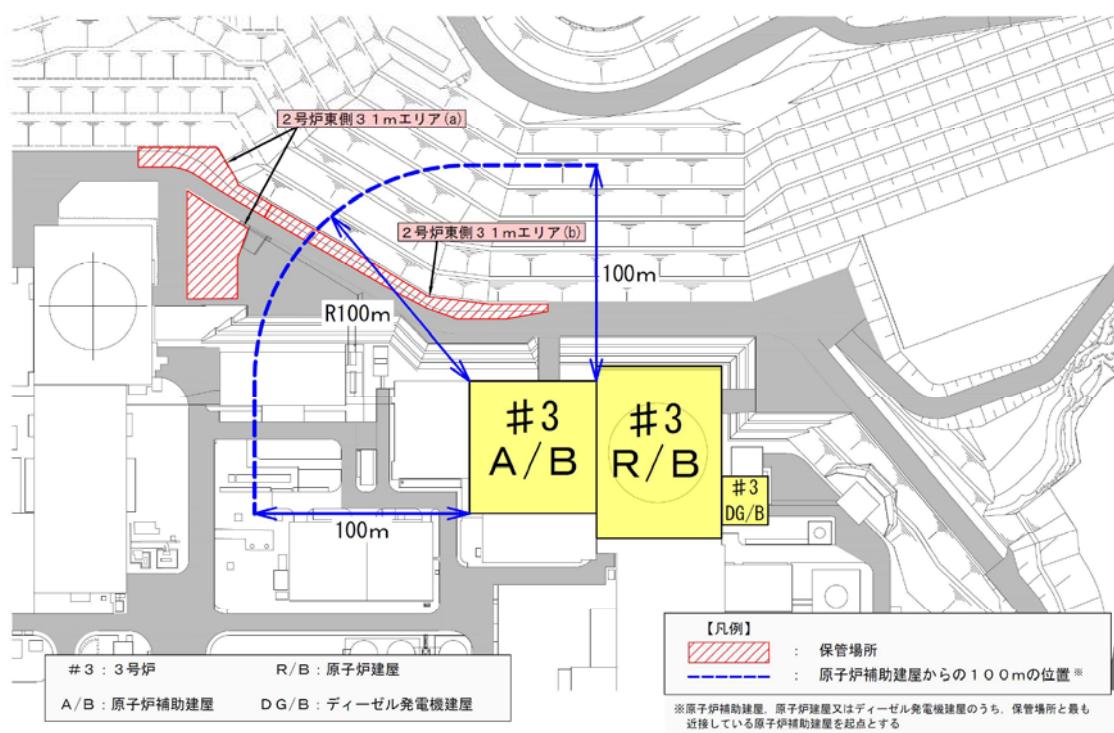 2号炉東側31mエリア(a)
2号炉東側31mエリア(b)
100m
R100m
#3
A/B
#3
R/B
#3
DG/B
100m
#3:3号炉
R/B:原子炉建屋
A/B:原子炉補助建屋
DG/B:ディーゼル発電機建屋
【凡例】
: 保管場所
: 原子炉補助建屋からの100mの位置※
※原子炉補助建屋,原子炉建屋又はディーゼル発電機建屋のうち,保管場所と最も
近接している原子炉補助建屋を起点とする